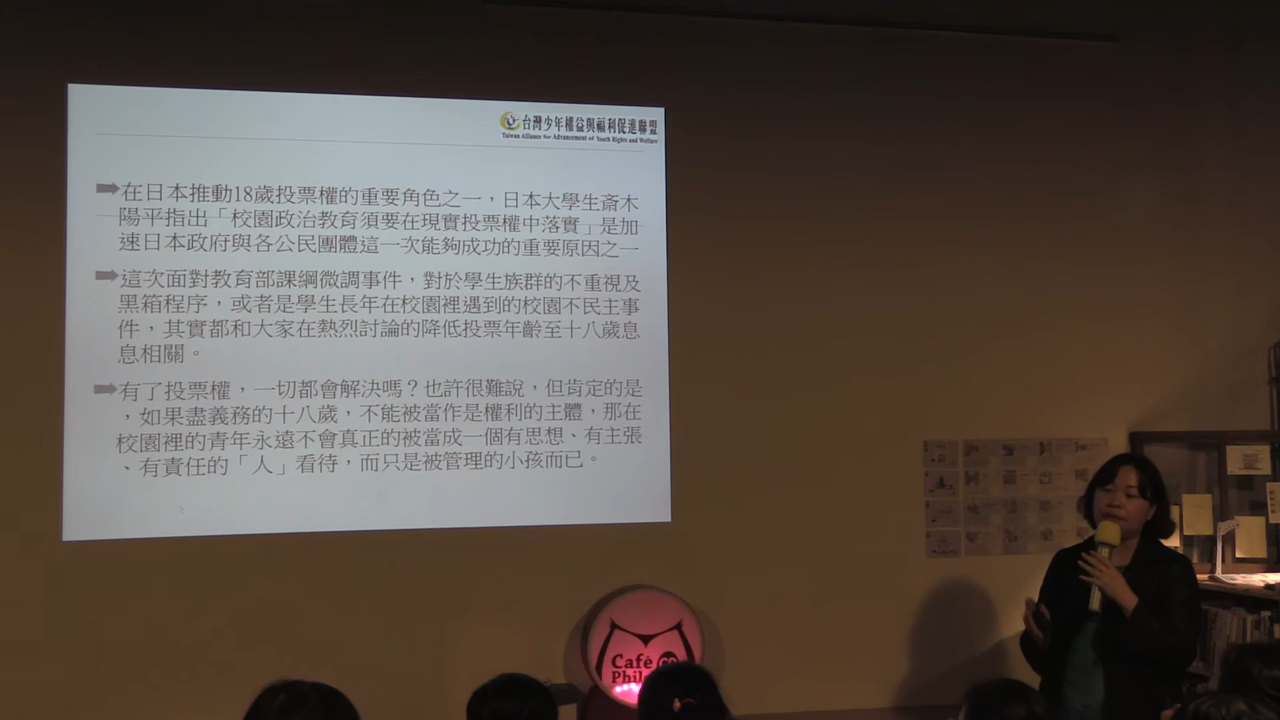 台灣少年權益與福利促進聯盟
Taiwan Alliance for Advancement of Youth Rights and Welfare
➡在日本推動18歲投票權的重要角色之一，日本大學生斎木
陽平指出「校園政治教育須要在現實投票權中落實」是加
速日本政府與各公民團體這一次能夠成功的重要原因之一
➡這次面對教育部課綱微調事件，對於學生族群的不重視及
黑箱程序，或者是學生長年在校園裡遇到的校園不民主事
件，其實都和大家在熱烈討論的降低投票年齡至十八歲息
息相關。
➡有了投票權，一切都會解決嗎？也許很難說，但肯定的是
，如果盡義務的十八歲，不能被當作是權利的主體，那在
校園裡的青年永遠不會真正的被當成一個有思想、有主張
、有責任的「人」看待，而只是被管理的小孩而已。
Café